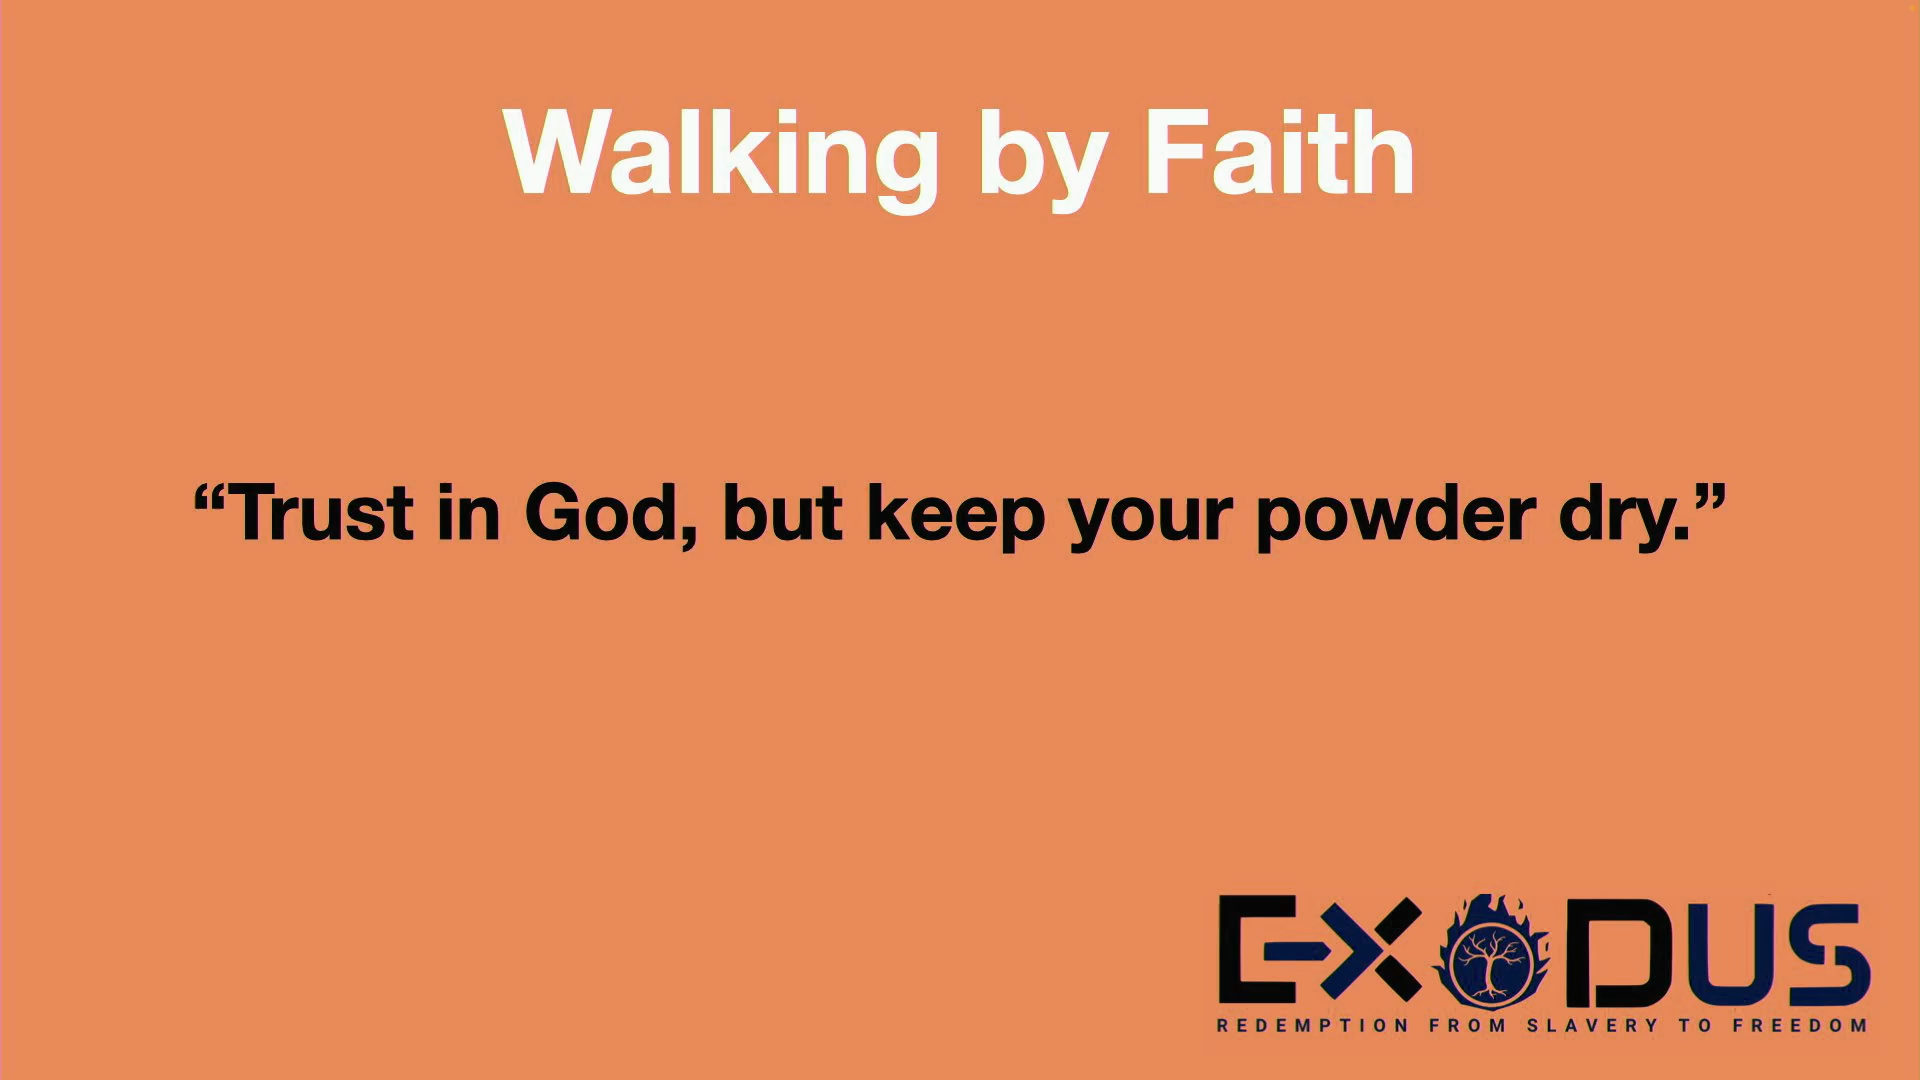 Walking by Faith
“Trust in God, but keep your powder dry.”
EXODUS
REDEMPTION FROM SLAVERY TO FREEDOM